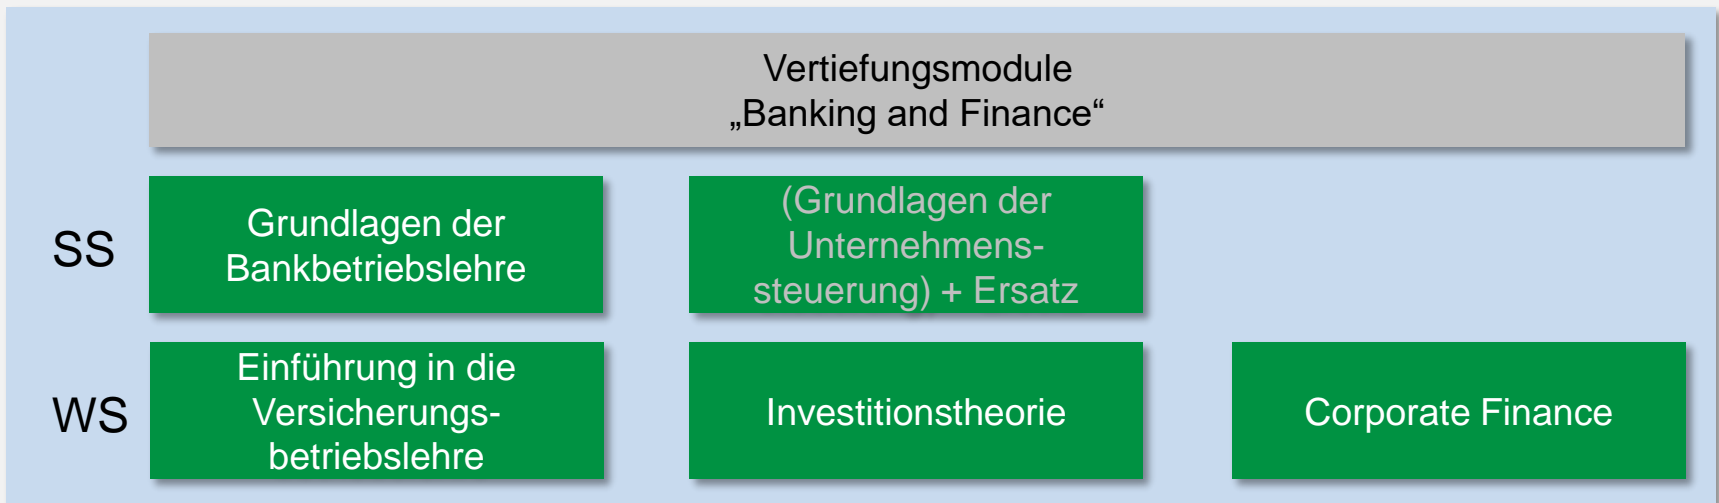 Vertiefungsmodule
„Banking and Finance“
SS
Grundlagen der
Bankbetriebslehre
(Grundlagen der
Unternehmens-
steuerung) + Ersatz
WS
Einführung in die
Versicherungs-
betriebslehre
Investitionstheorie
Corporate Finance